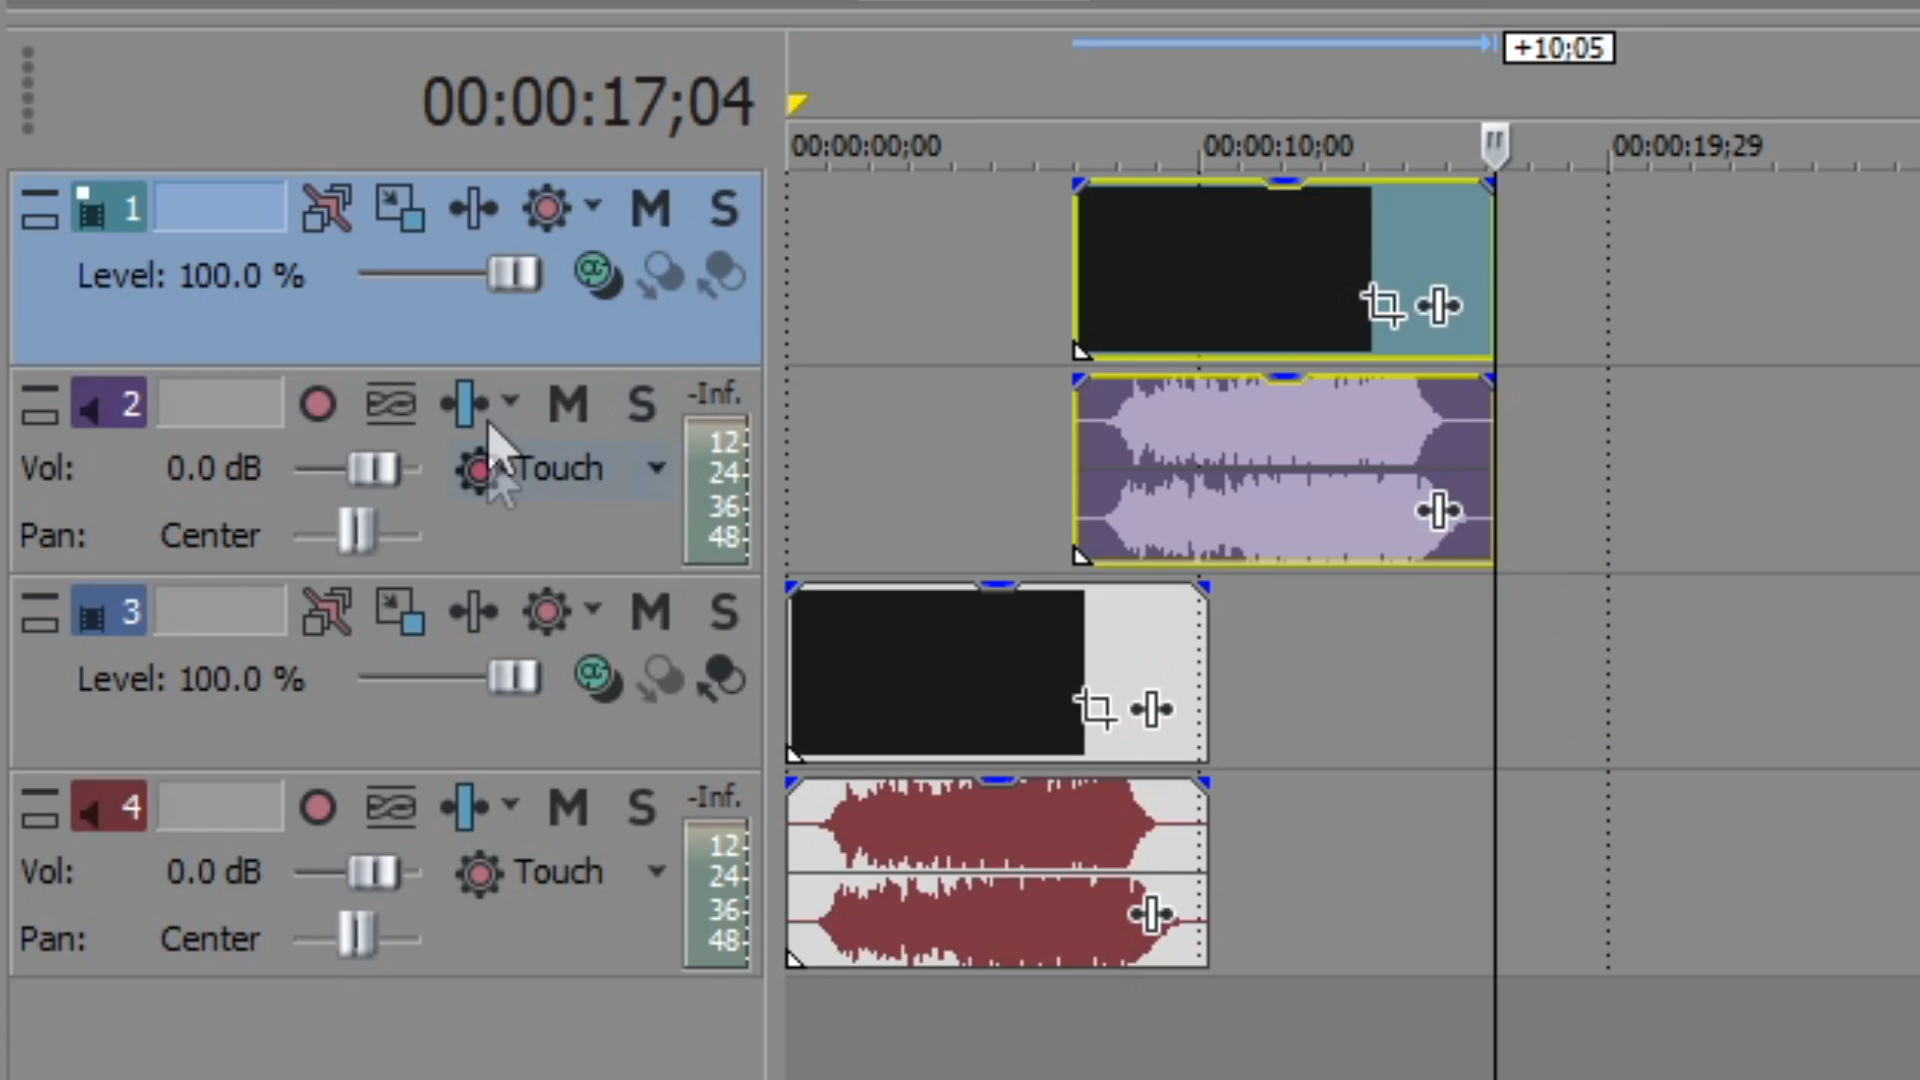 +10;05
00:00:17;04
00:00:00;00 00:00:10;00 00:00:19;29
1 M S
Level: 100.0 %
2 M S -Inf.
12
Vol: 0.0 dB Touch 24
36
Pan: Center 48
3 M S
Level: 100.0 %
4 M S -Inf.
12
Vol: 0.0 dB Touch 24
36
Pan: Center 48